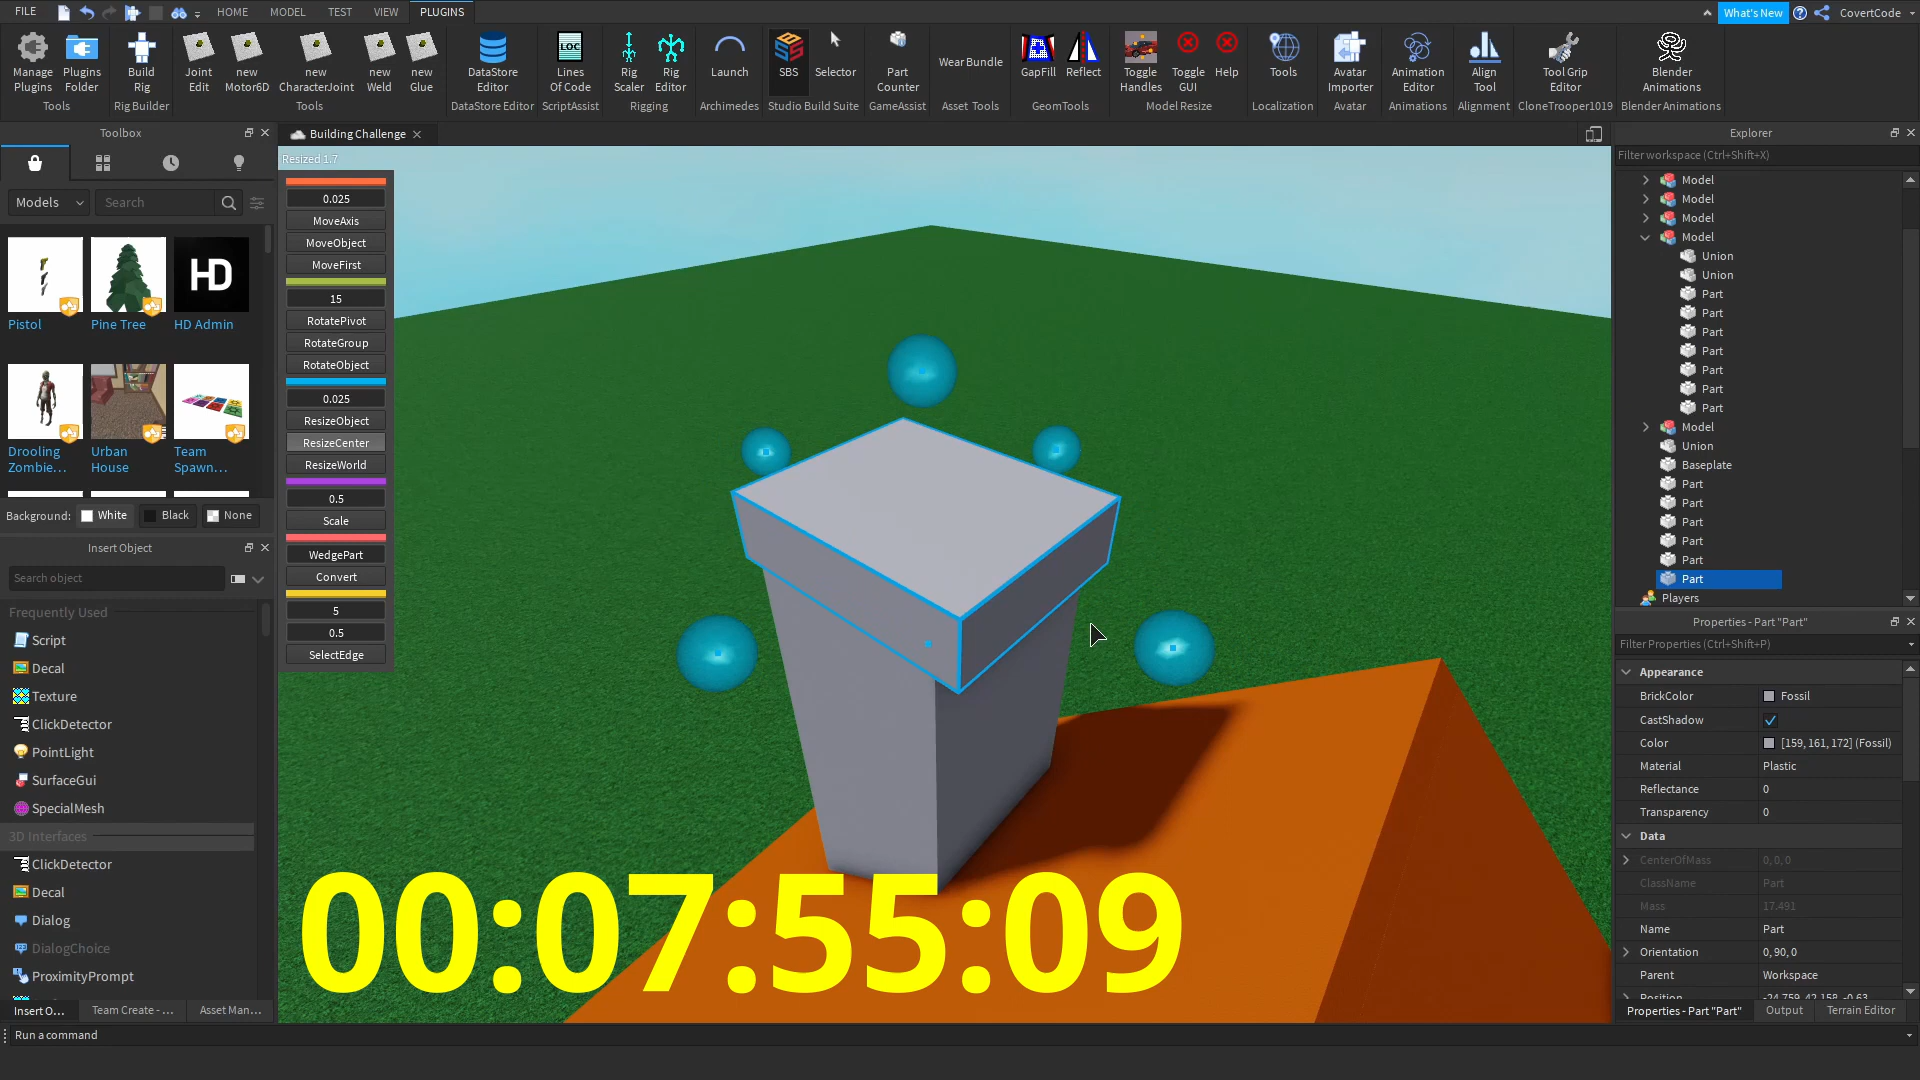 FILE HOME MODEL TEST VIEW PLUGINS What's New CovertCode
Manage Plugins
Plugins Folder
Tools
Build Rig
Rig Builder
Joint Edit
new Motor6D
new CharacterJoint
new Weld
new Glue
Tools
DataStore Editor
DataStore Editor
LOC
Lines Of Code
ScriptAssist
Rig Scaler
Rig Editor
Rigging
Launch
Archimedes
SBS
Selector
Studio Build Suite
Part Counter
GameAssist
Wear Bundle
Asset Tools
GapFill
Reflect
GeomTools
Toggle Handles
Toggle GUI
Help
Model Resize
Tools
Localization
Avatar Importer
Avatar
Animation Editor
Animations
Align Tool
Alignment
Tool Grip Editor
CloneTrooper1019
Blender Animations
Blender Animations
Toolbox
Models
Search
Pistol
Pine Tree
HD
HD Admin
Drooling Zombie...
Urban House
Team Spawn...
Background: White Black None
Insert Object
Search object
Frequently Used
Script
Decal
Texture
ClickDetector
PointLight
SurfaceGui
SpecialMesh
3D Interfaces
ClickDetector
Decal
Dialog
DialogChoice
ProximityPrompt
Insert O...
Team Create - ...
Asset Man...
Run a command
Building Challenge
Resized 1.7
0.025
MoveAxis
MoveObject
MoveFirst
15
RotatePivot
RotateGroup
RotateObject
0.025
ResizeObject
ResizeCenter
ResizeWorld
0.5
Scale
WedgePart
Convert
5
0.5
SelectEdge
00:07:55:09
Explorer
Filter workspace (Ctrl+Shift+X)
Model
Model
Model
Model
Union
Union
Part
Part
Part
Part
Part
Part
Part
Model
Union
Baseplate
Part
Part
Part
Part
Part
Part
Players
Properties - Part "Part"
Filter Properties (Ctrl+Shift+P)
Appearance
BrickColor Fossil
CastShadow
Color [159, 161, 172] (Fossil)
Material Plastic
Reflectance 0
Transparency 0
Data
CenterOfMass 0, 0, 0
ClassName Part
Mass 17.491
Name Part
Orientation 0, 90, 0
Parent Workspace
Position -24.759, 42.158, -0.63
Properties - Part "Part"
Output
Terrain Editor